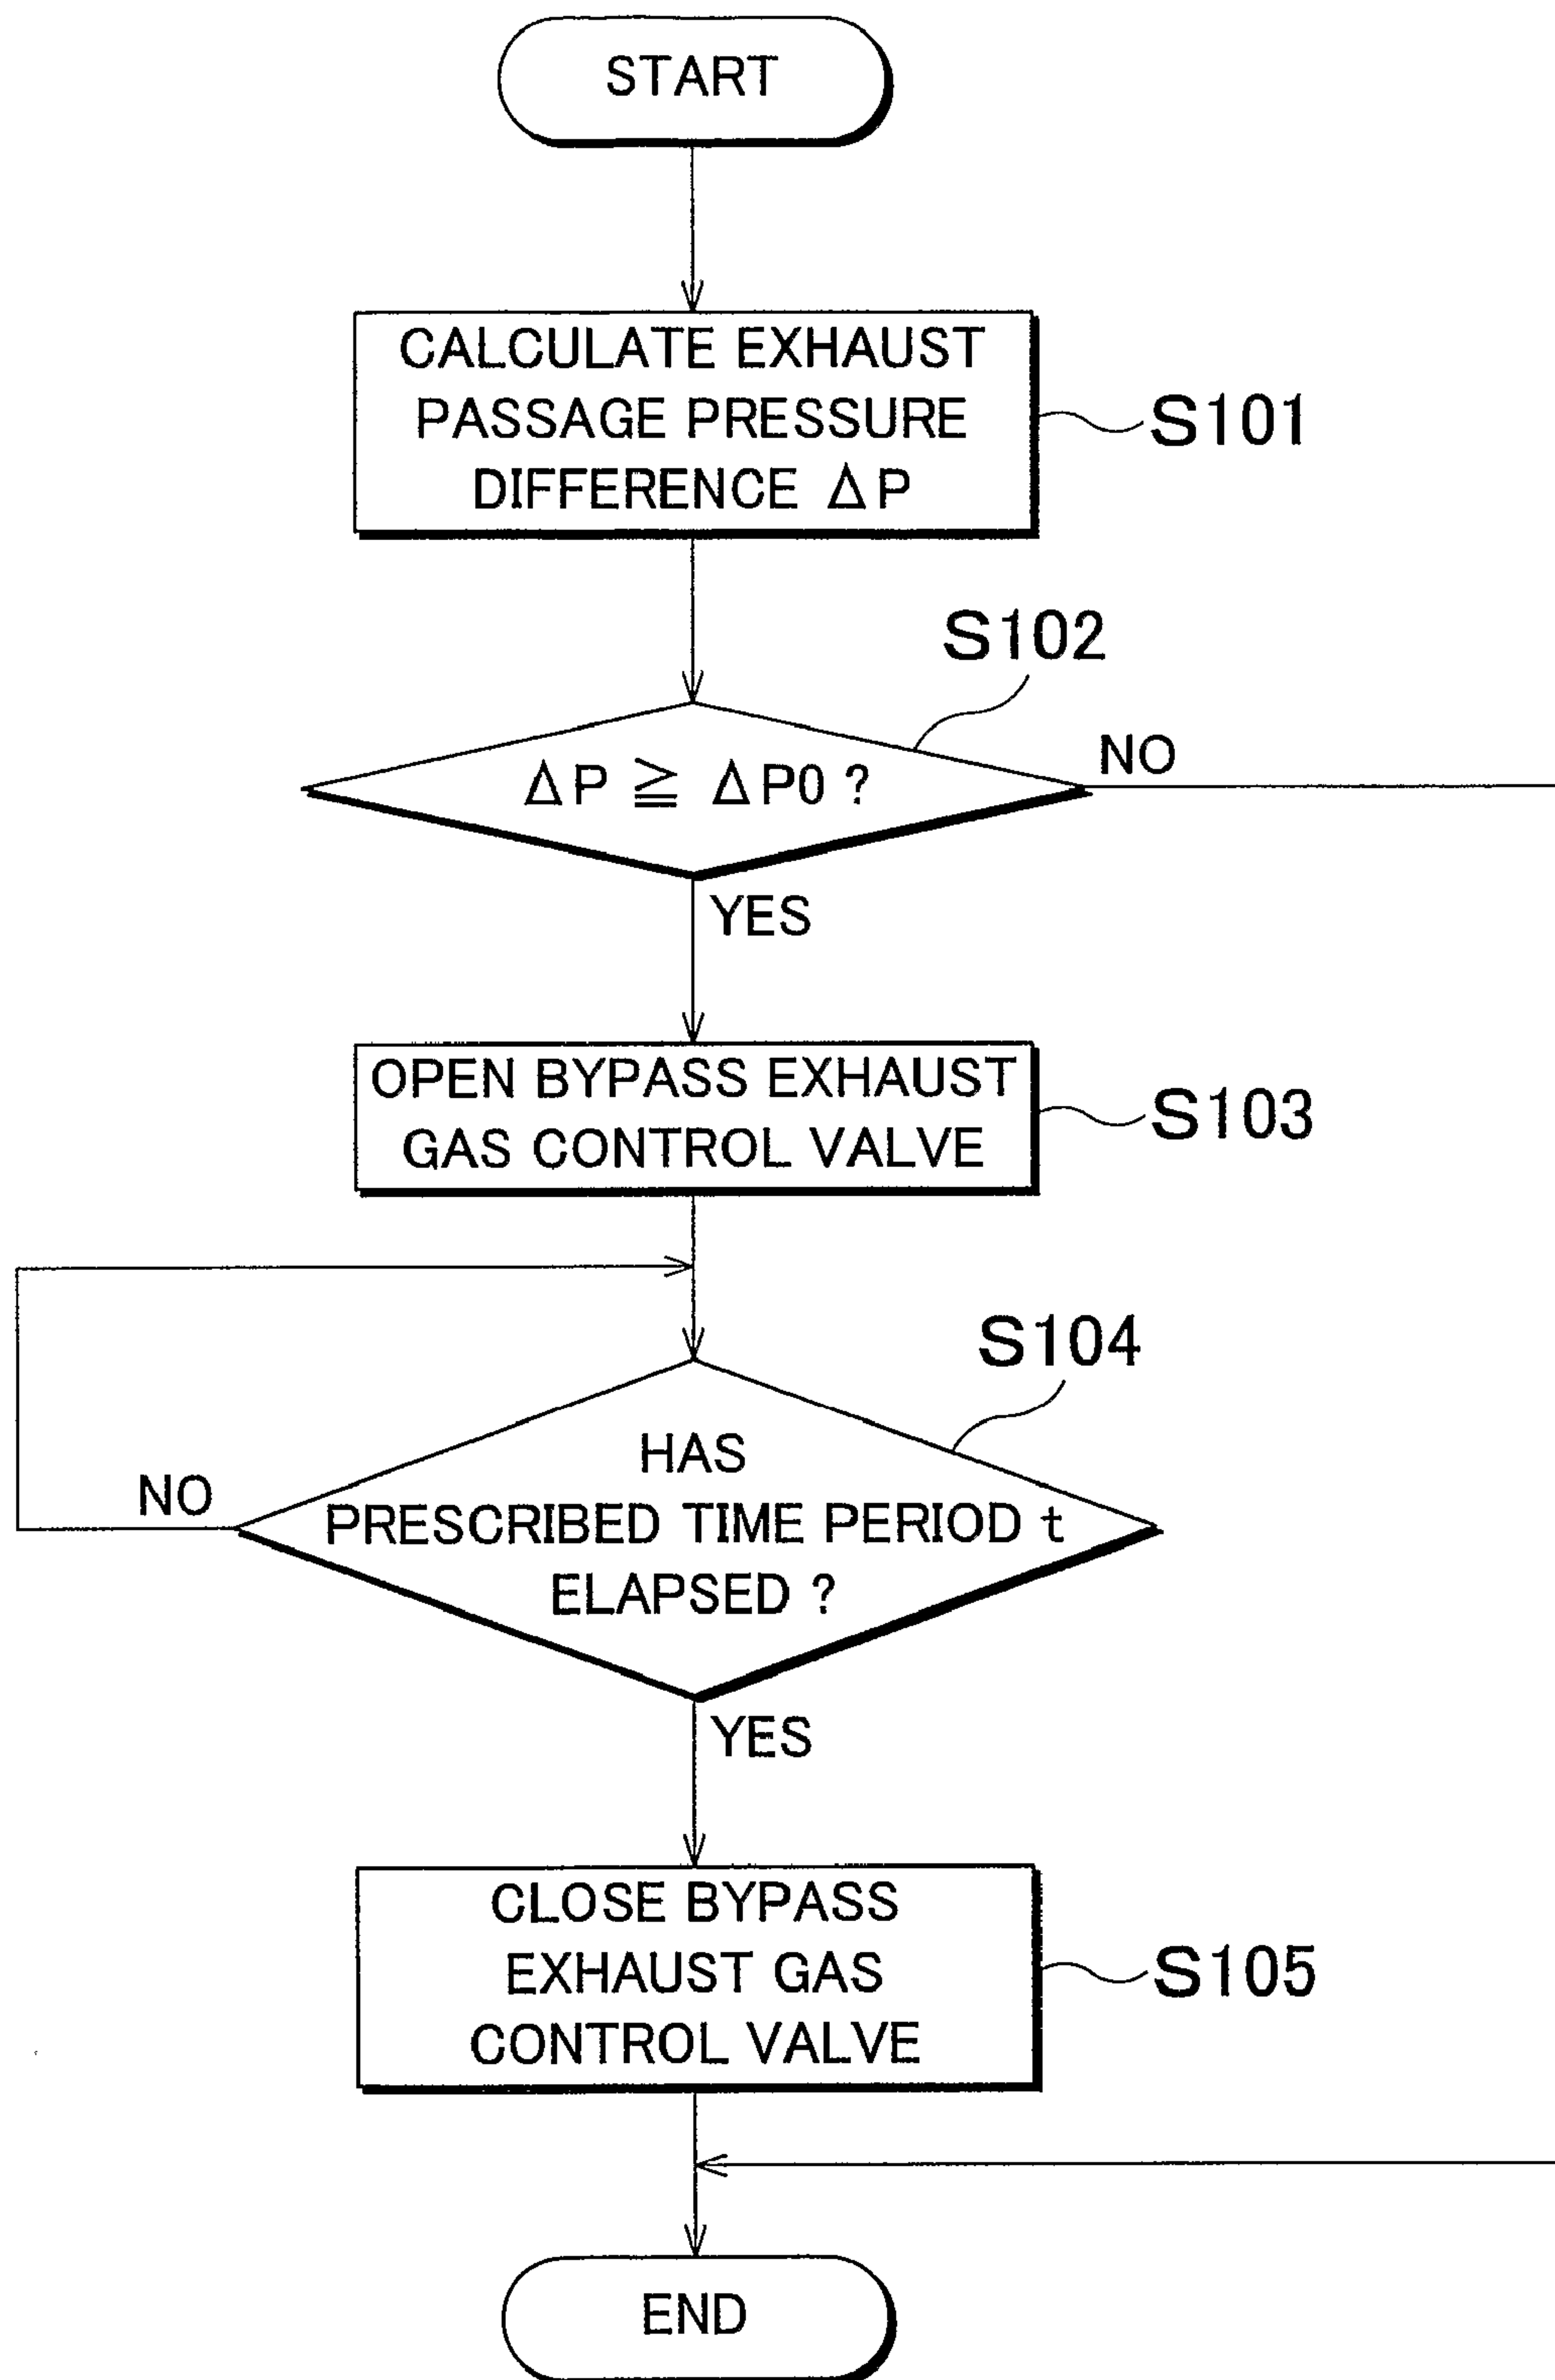 START
CALCULATE EXHAUST
PASSAGE PRESSURE
DIFFERENCE ΔP
S101
S102
ΔP ≧ ΔP0 ?
NO
YES
OPEN BYPASS EXHAUST
GAS CONTROL VALVE
S103
S104
HAS
PRESCRIBED TIME PERIOD t
ELAPSED ?
NO
YES
CLOSE BYPASS
EXHAUST GAS
CONTROL VALVE
S105
END